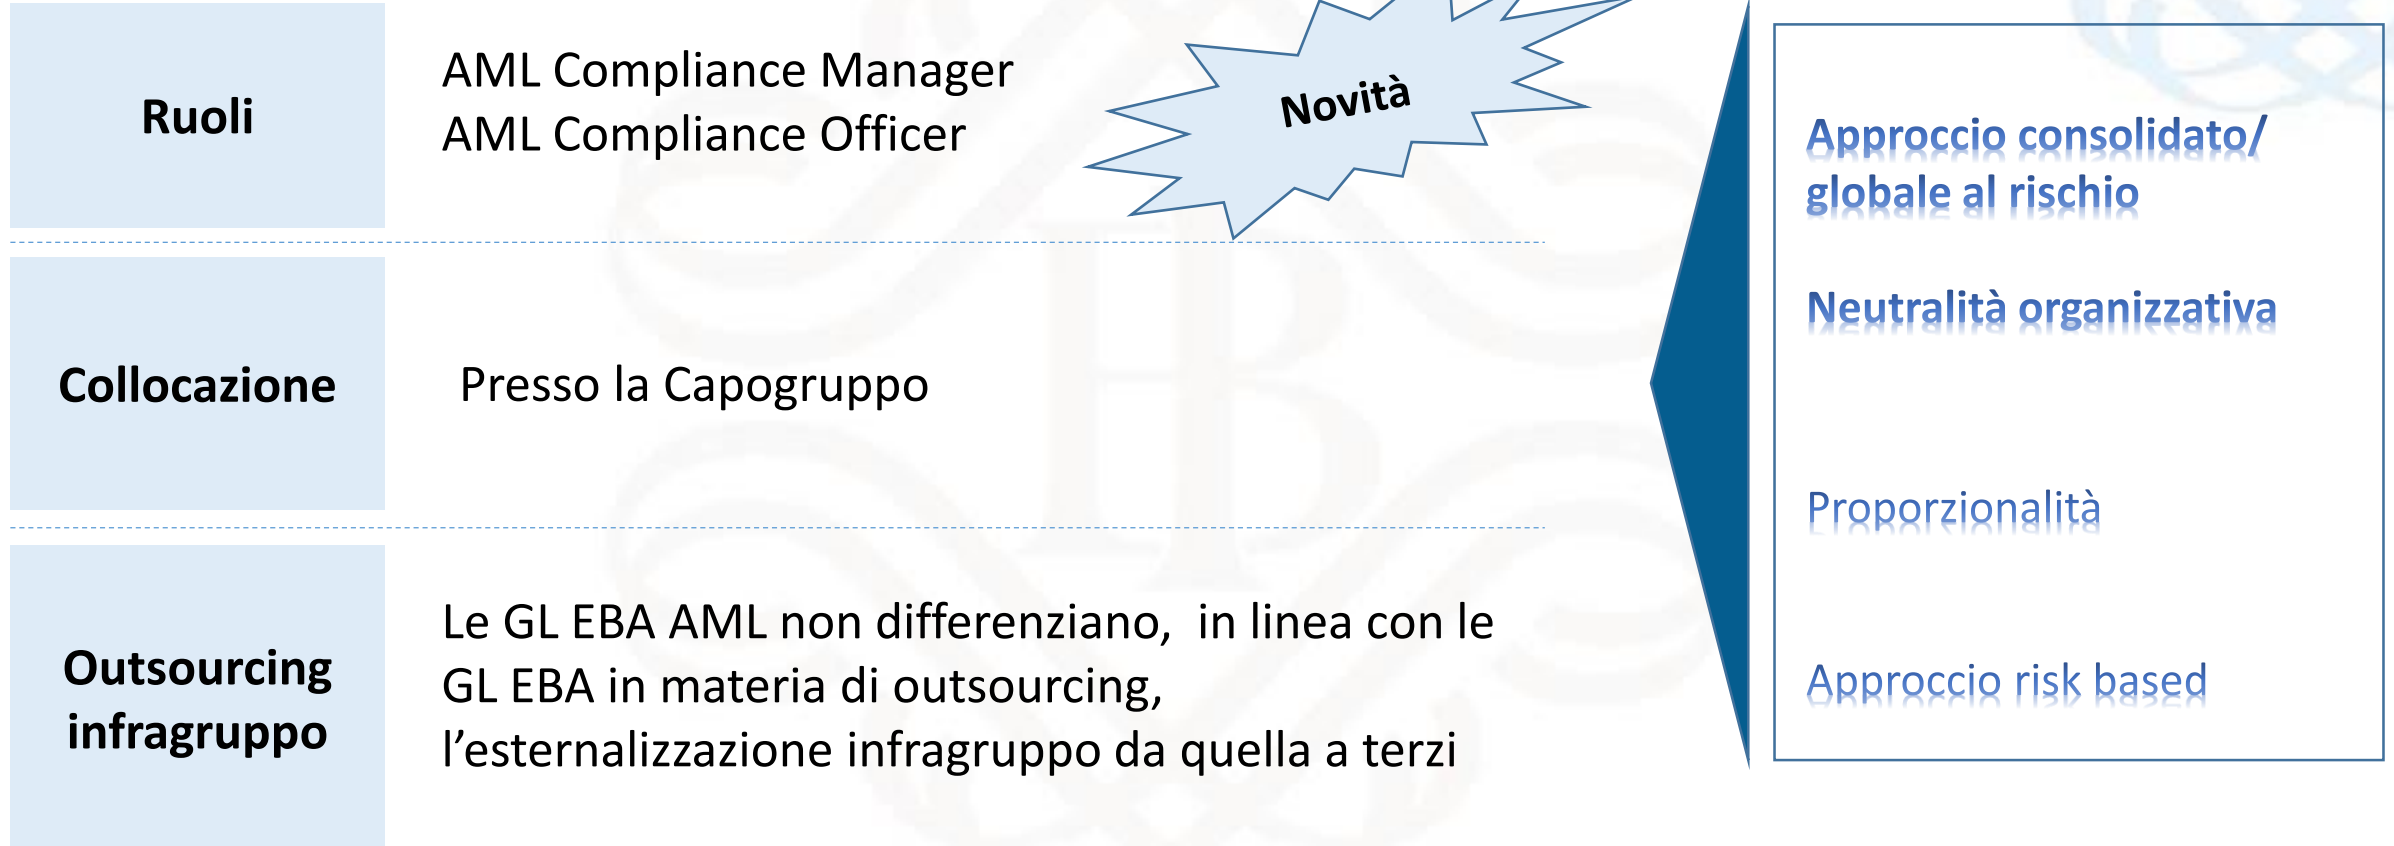 Ruoli
AML Compliance Manager
AML Compliance Officer
Novità
Collocazione
Presso la Capogruppo
Outsourcing
infragruppo
Le GL EBA AML non differenziano,  in linea con le
GL EBA in materia di outsourcing,
l’esternalizzazione infragruppo da quella a terzi
Approccio consolidato/
globale al rischio
Neutralità organizzativa
Proporzionalità
Approccio risk based